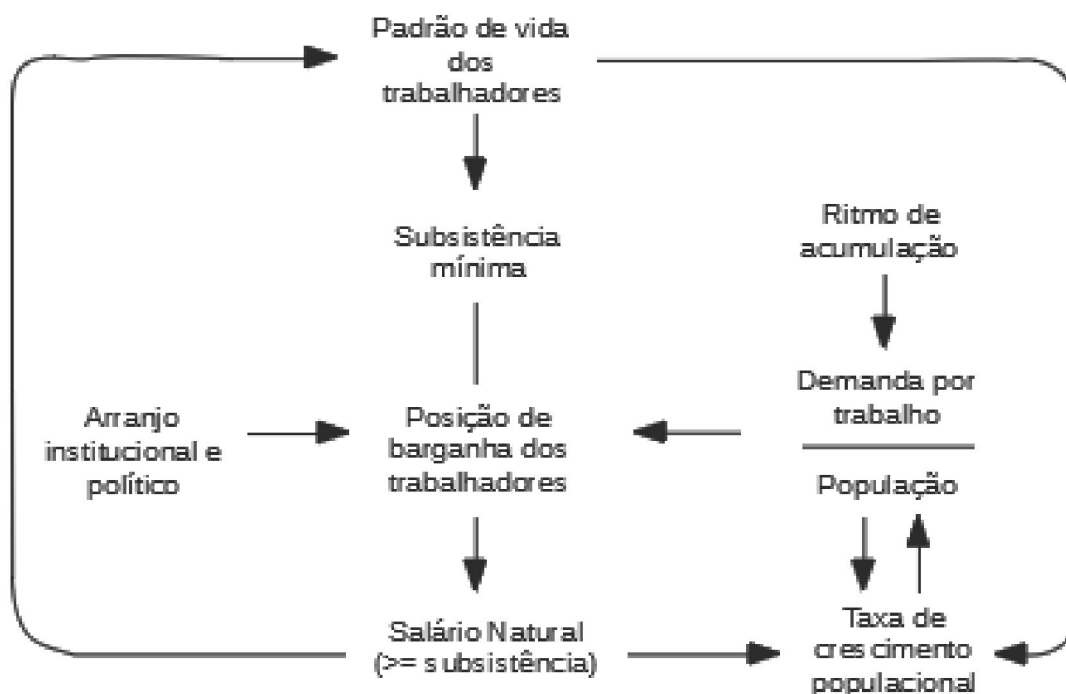 Padrão de vida
dos
trabalhadores
Subsistência
mínima
Ritmo de
acumulação
Demanda por
trabalho
População
Arranjo
institucional e
político
Posição de
barganha dos
trabalhadores
Salário Natural
(>= subsistência)
Taxa de
crescimento
populacional